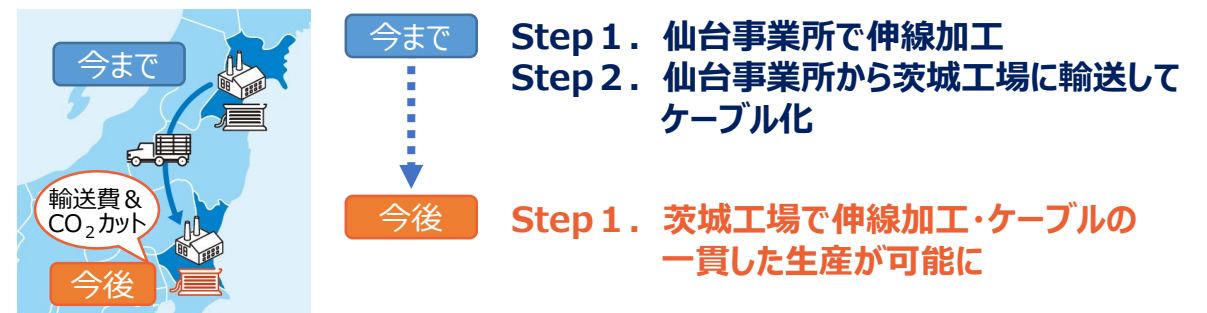 今まで
輸送費＆
CO₂カット
今後
今まで
Step１．仙台事業所で伸線加工
Step２．仙台事業所から茨城工場に輸送して
ケーブル化
今後
Step１．茨城工場で伸線加工･ケーブルの
一貫した生産が可能に